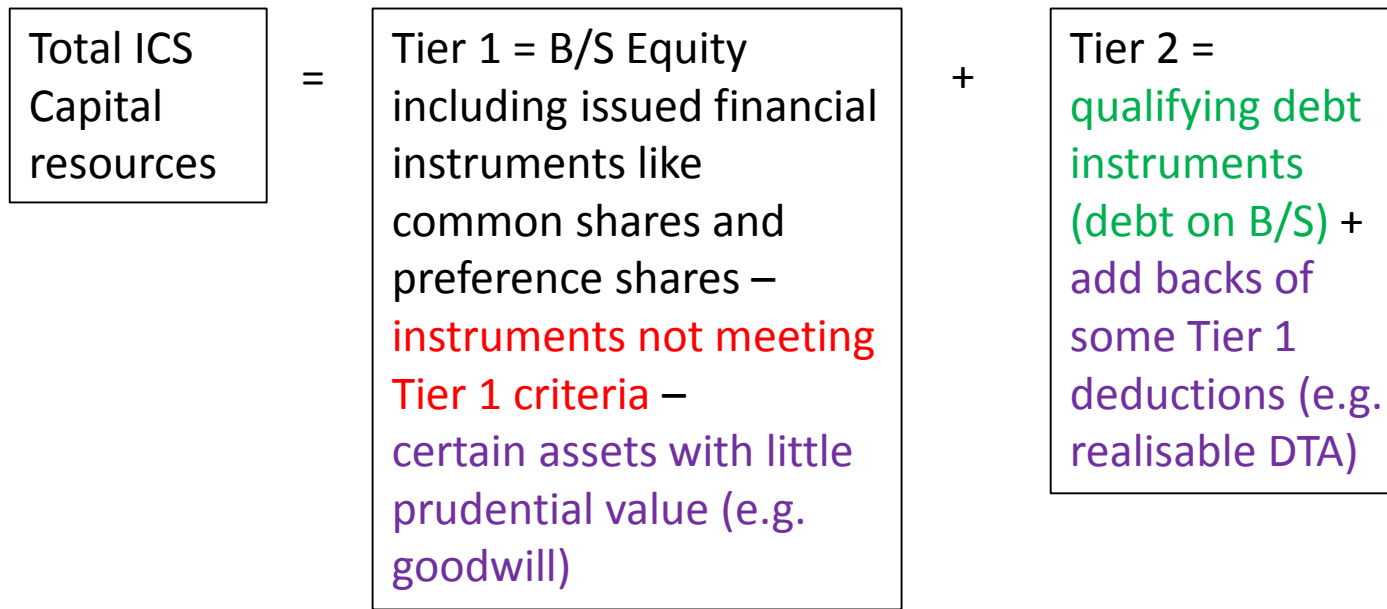 Total ICS
Capital
resources
=
Tier 1 = B/S Equity
including issued financial
instruments like
common shares and
preference shares –
instruments not meeting
Tier 1 criteria –
certain assets with little
prudential value (e.g.
goodwill)
+
Tier 2 =
qualifying debt
instruments
(debt on B/S) +
add backs of
some Tier 1
deductions (e.g.
realisable DTA)